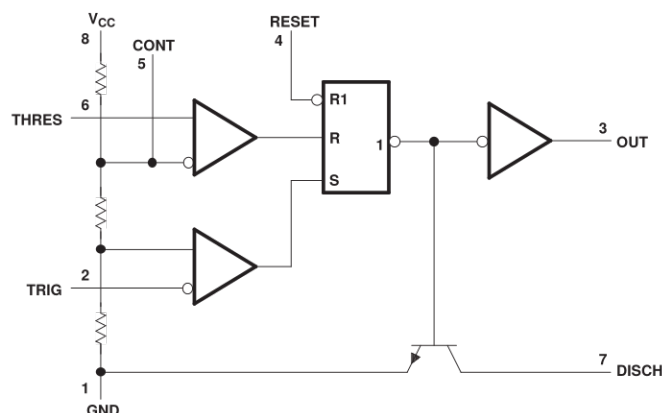 VCC
8
CONT
5
RESET
4
6
THRES
R1
R
1
S
3
OUT
2
TRIG
7
DISCH
1
GND